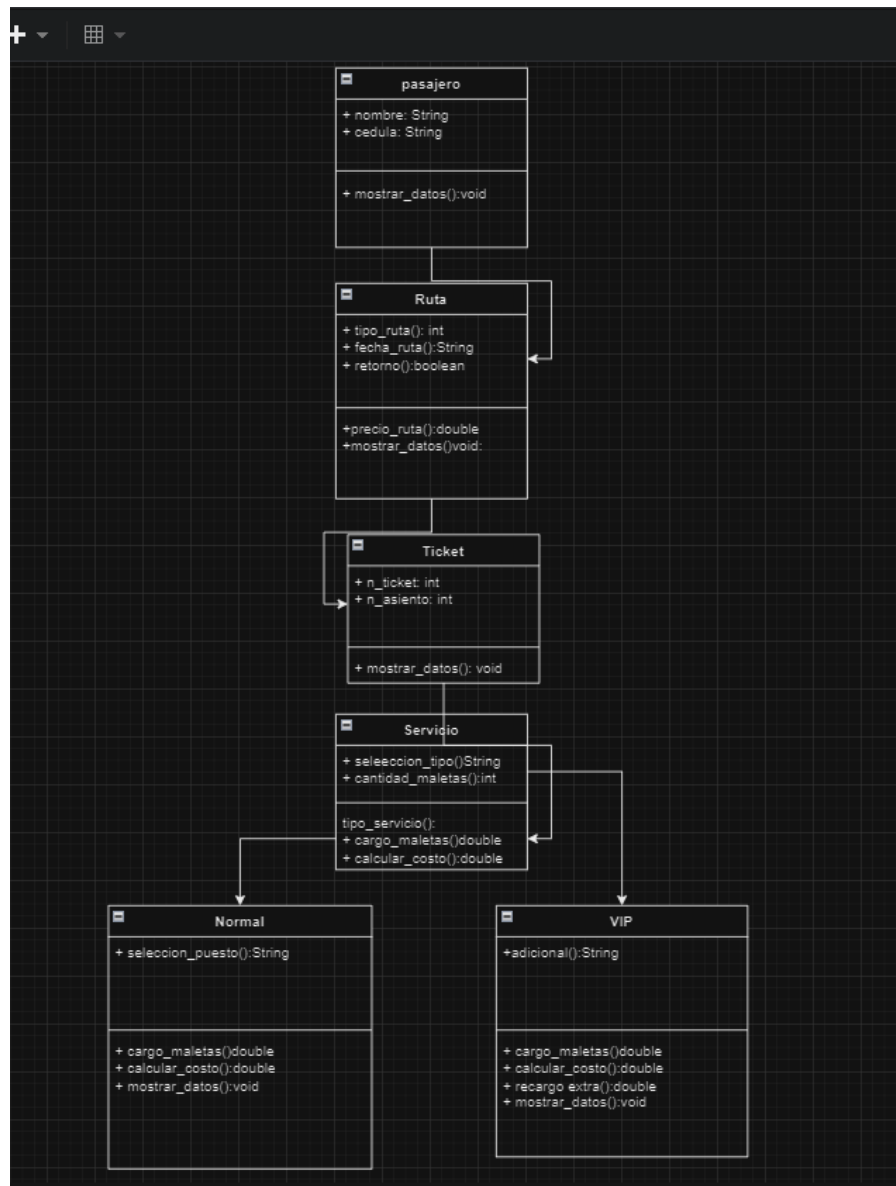 pasajero
+ nombre: String
+ cedula: String
+ mostrar_datos():void
Ruta
+ tipo_ruta(): int
+ fecha_ruta():String
+ retorno():boolean
+precio_ruta():double
+mostrar_datos()void:
Ticket
+ n_ticket: int
+ n_asiento: int
+ mostrar_datos(): void
Servicio
+ seleeccion_tipo()String
+ cantidad_maletas():int
tipo_servicio():
+ cargo_maletas()double
+ calcular_costo():double
Normal
+ seleccion_puesto():String
+ cargo_maletas()double
+ calcular_costo():double
+ mostrar_datos():void
VIP
+adicional():String
+ cargo_maletas()double
+ calcular_costo():double
+ recargo extra():double
+ mostrar_datos():void